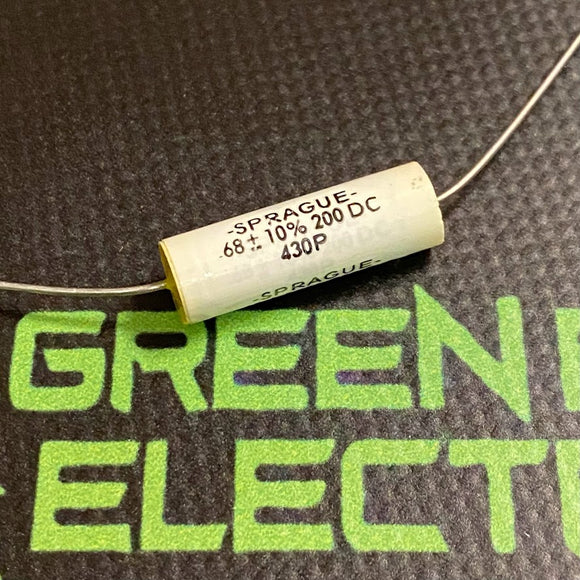 -SPRAGUE-
.68 ± 10% 200 DC
430P
-SPRAGUE-
GREEN
ELECT